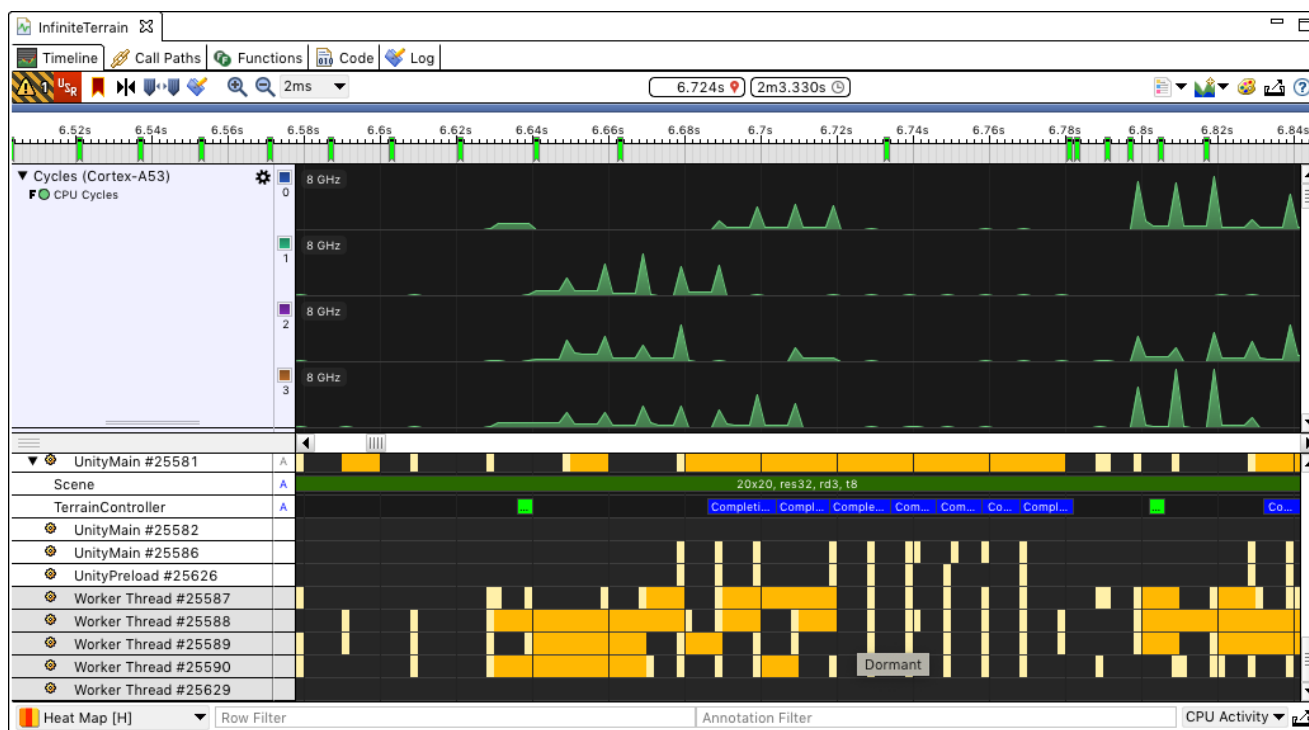 InfiniteTerrain
Timeline Call Paths Functions Code Log
1 USR 2ms 6.724s 2m3.330s
6.52s 6.54s 6.56s 6.58s 6.6s 6.62s 6.64s 6.66s 6.68s 6.7s 6.72s 6.74s 6.76s 6.78s 6.8s 6.82s 6.84s
Cycles (Cortex-A53) 0 8 GHz
F CPU Cycles
1 8 GHz
2 8 GHz
3 8 GHz
UnityMain #25581 A
Scene A 20x20, res32, rd3, t8
TerrainController A ... Completi... Compl... Comple... Com... Com... Co... Compl... ... Co...
UnityMain #25582
UnityMain #25586
UnityPreload #25626
Worker Thread #25587
Worker Thread #25588
Worker Thread #25589
Worker Thread #25590 Dormant
Worker Thread #25629
Heat Map [H] Row Filter Annotation Filter CPU Activity